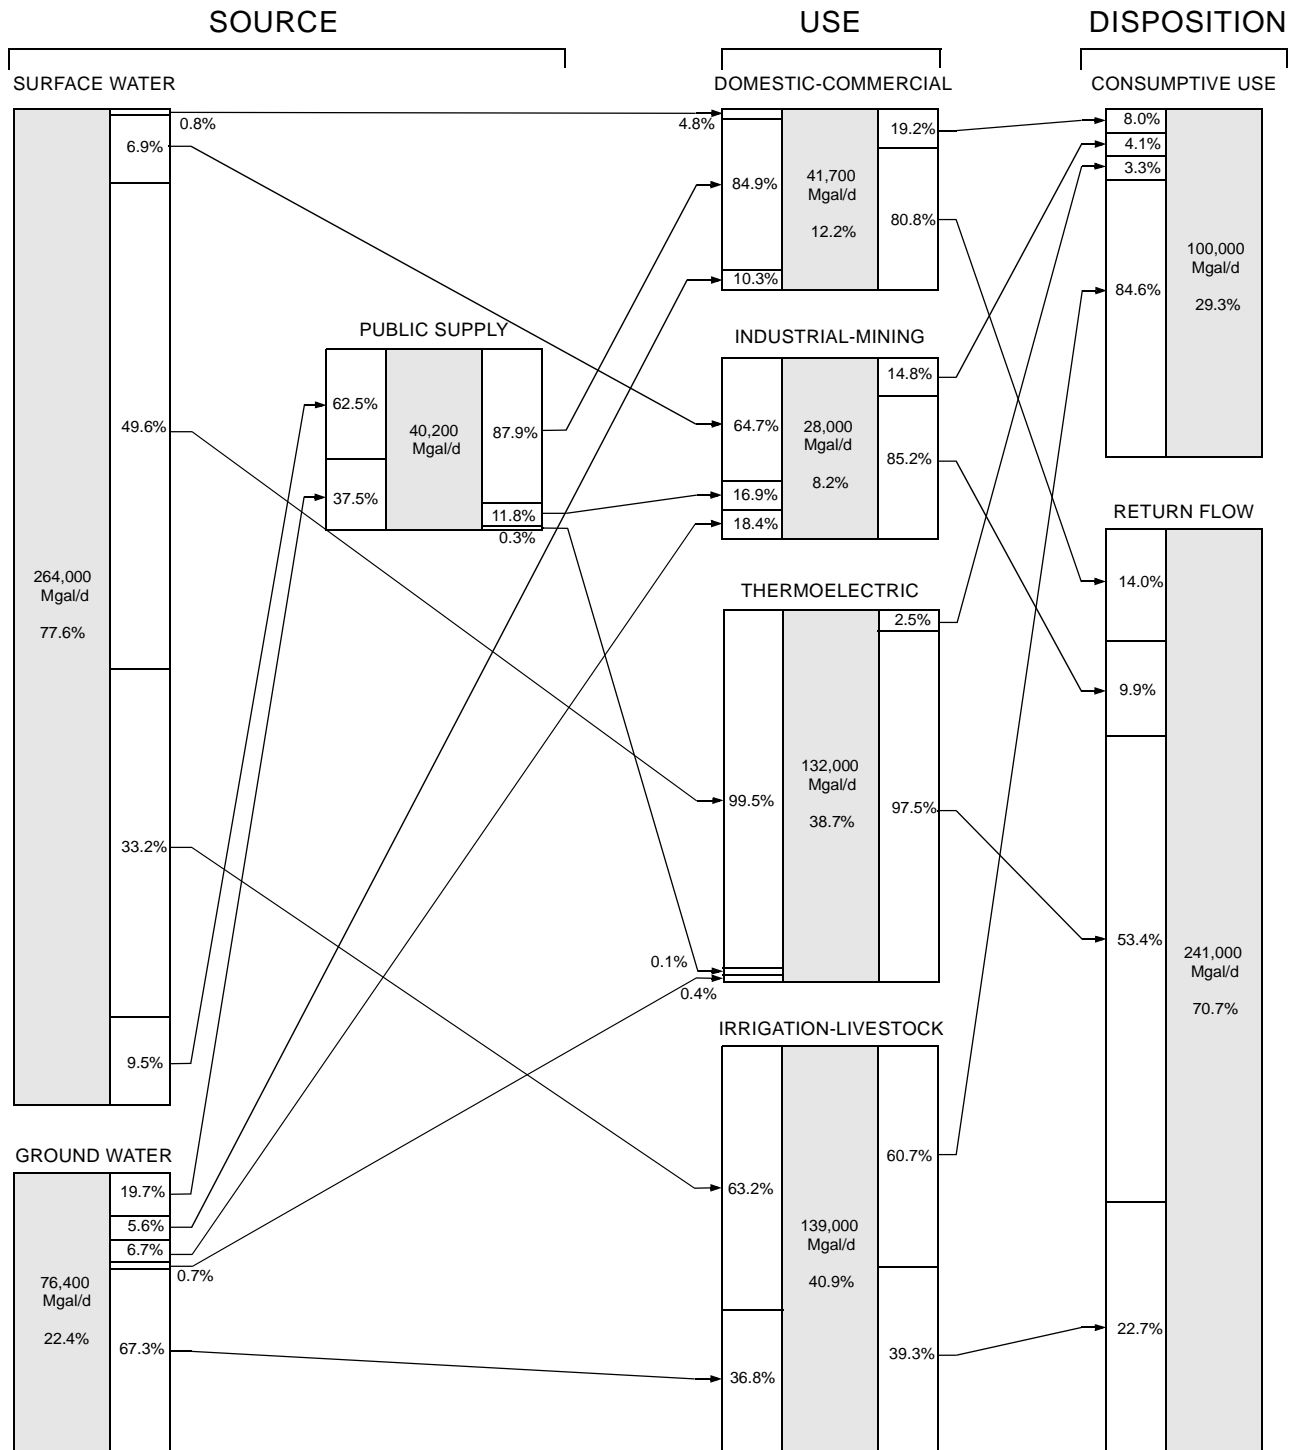 SOURCE
USE
DISPOSITION
SURFACE WATER
0.8%
6.9%
49.6%
33.2%
9.5%
264,000
Mgal/d
77.6%
GROUND WATER
19.7%
5.6%
6.7%
0.7%
67.3%
76,400
Mgal/d
22.4%
PUBLIC SUPPLY
62.5%
37.5%
40,200
Mgal/d
87.9%
11.8%
0.3%
DOMESTIC-COMMERCIAL
4.8%
84.9%
10.3%
41,700
Mgal/d
12.2%
19.2%
80.8%
INDUSTRIAL-MINING
64.7%
16.9%
18.4%
28,000
Mgal/d
8.2%
14.8%
85.2%
THERMOELECTRIC
99.5%
0.1%
0.4%
132,000
Mgal/d
38.7%
2.5%
97.5%
IRRIGATION-LIVESTOCK
63.2%
36.8%
139,000
Mgal/d
40.9%
60.7%
39.3%
CONSUMPTIVE USE
8.0%
4.1%
3.3%
84.6%
100,000
Mgal/d
29.3%
RETURN FLOW
14.0%
9.9%
53.4%
22.7%
241,000
Mgal/d
70.7%